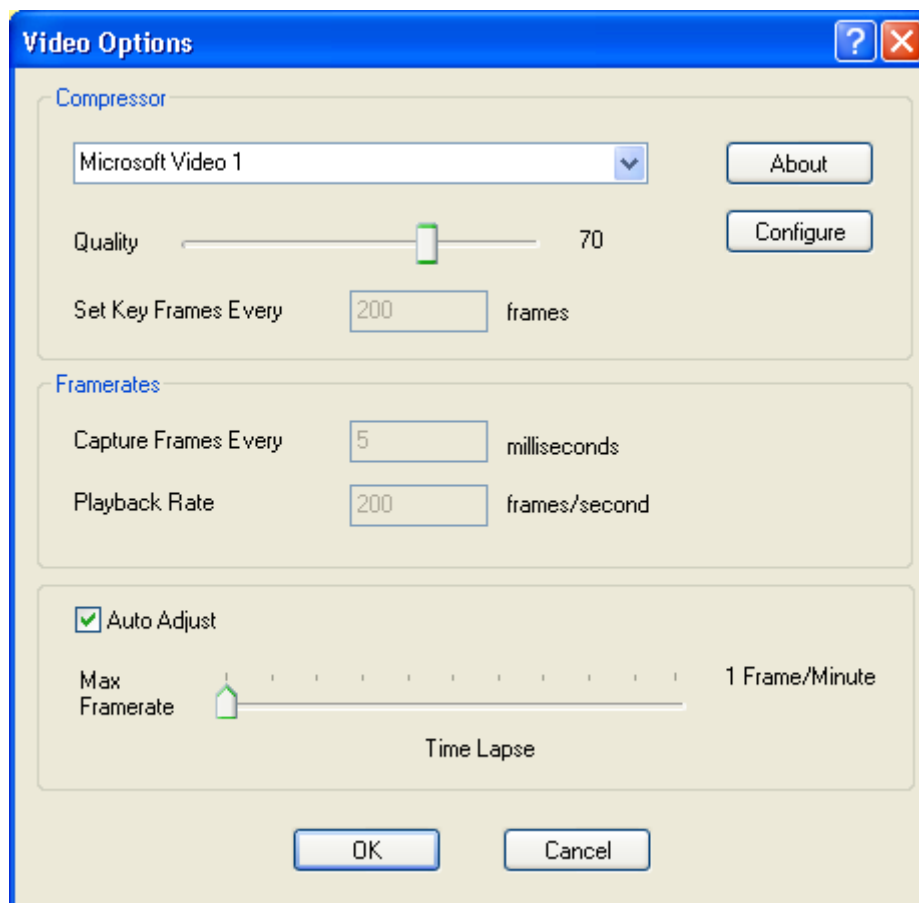 Video Options
Compressor
Microsoft Video 1
About
Quality
70
Configure
Set Key Frames Every
200
frames
Framerates
Capture Frames Every
5
milliseconds
Playback Rate
200
frames/second
Auto Adjust
Max
Framerate
1 Frame/Minute
Time Lapse
OK
Cancel